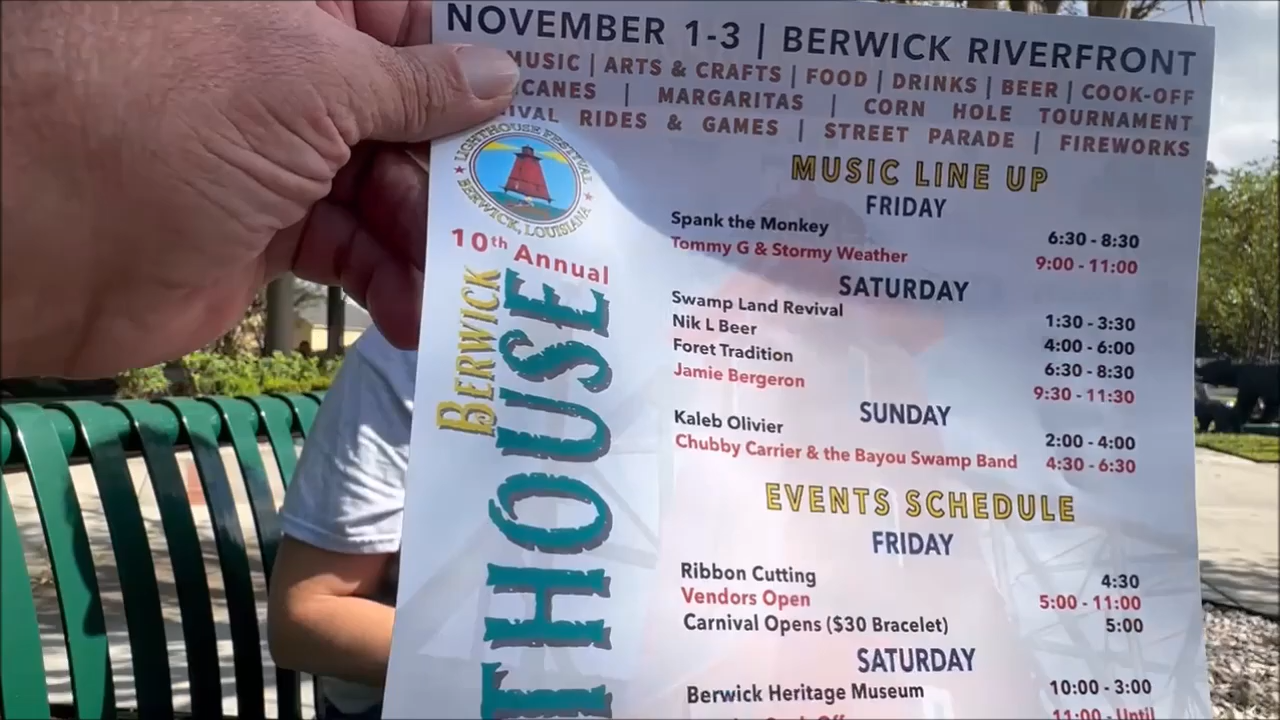 NOVEMBER 1-3 | BERWICK RIVERFRONT
MUSIC | ARTS & CRAFTS | FOOD | DRINKS | BEER | COOK-OFF
| MARGARITAS | CORN HOLE TOURNAMENT
RIDES & GAMES | STREET PARADE | FIREWORKS
LIGHTHOUSE FESTIVAL
BERWICK, LOUISIANA
10th Annual
BERWICK
THOUSE
MUSIC LINE UP
FRIDAY
Spank the Monkey 6:30 - 8:30
Tommy G & Stormy Weather 9:00 - 11:00
SATURDAY
Swamp Land Revival 1:30 - 3:30
Nik L Beer 4:00 - 6:00
Foret Tradition 6:30 - 8:30
Jamie Bergeron 9:30 - 11:30
SUNDAY
Kaleb Olivier 2:00 - 4:00
Chubby Carrier & the Bayou Swamp Band 4:30 - 6:30
EVENTS SCHEDULE
FRIDAY
Ribbon Cutting 4:30
Vendors Open 5:00 - 11:00
Carnival Opens ($30 Bracelet) 5:00
SATURDAY
Berwick Heritage Museum 10:00 - 3:00
11:00 - Until